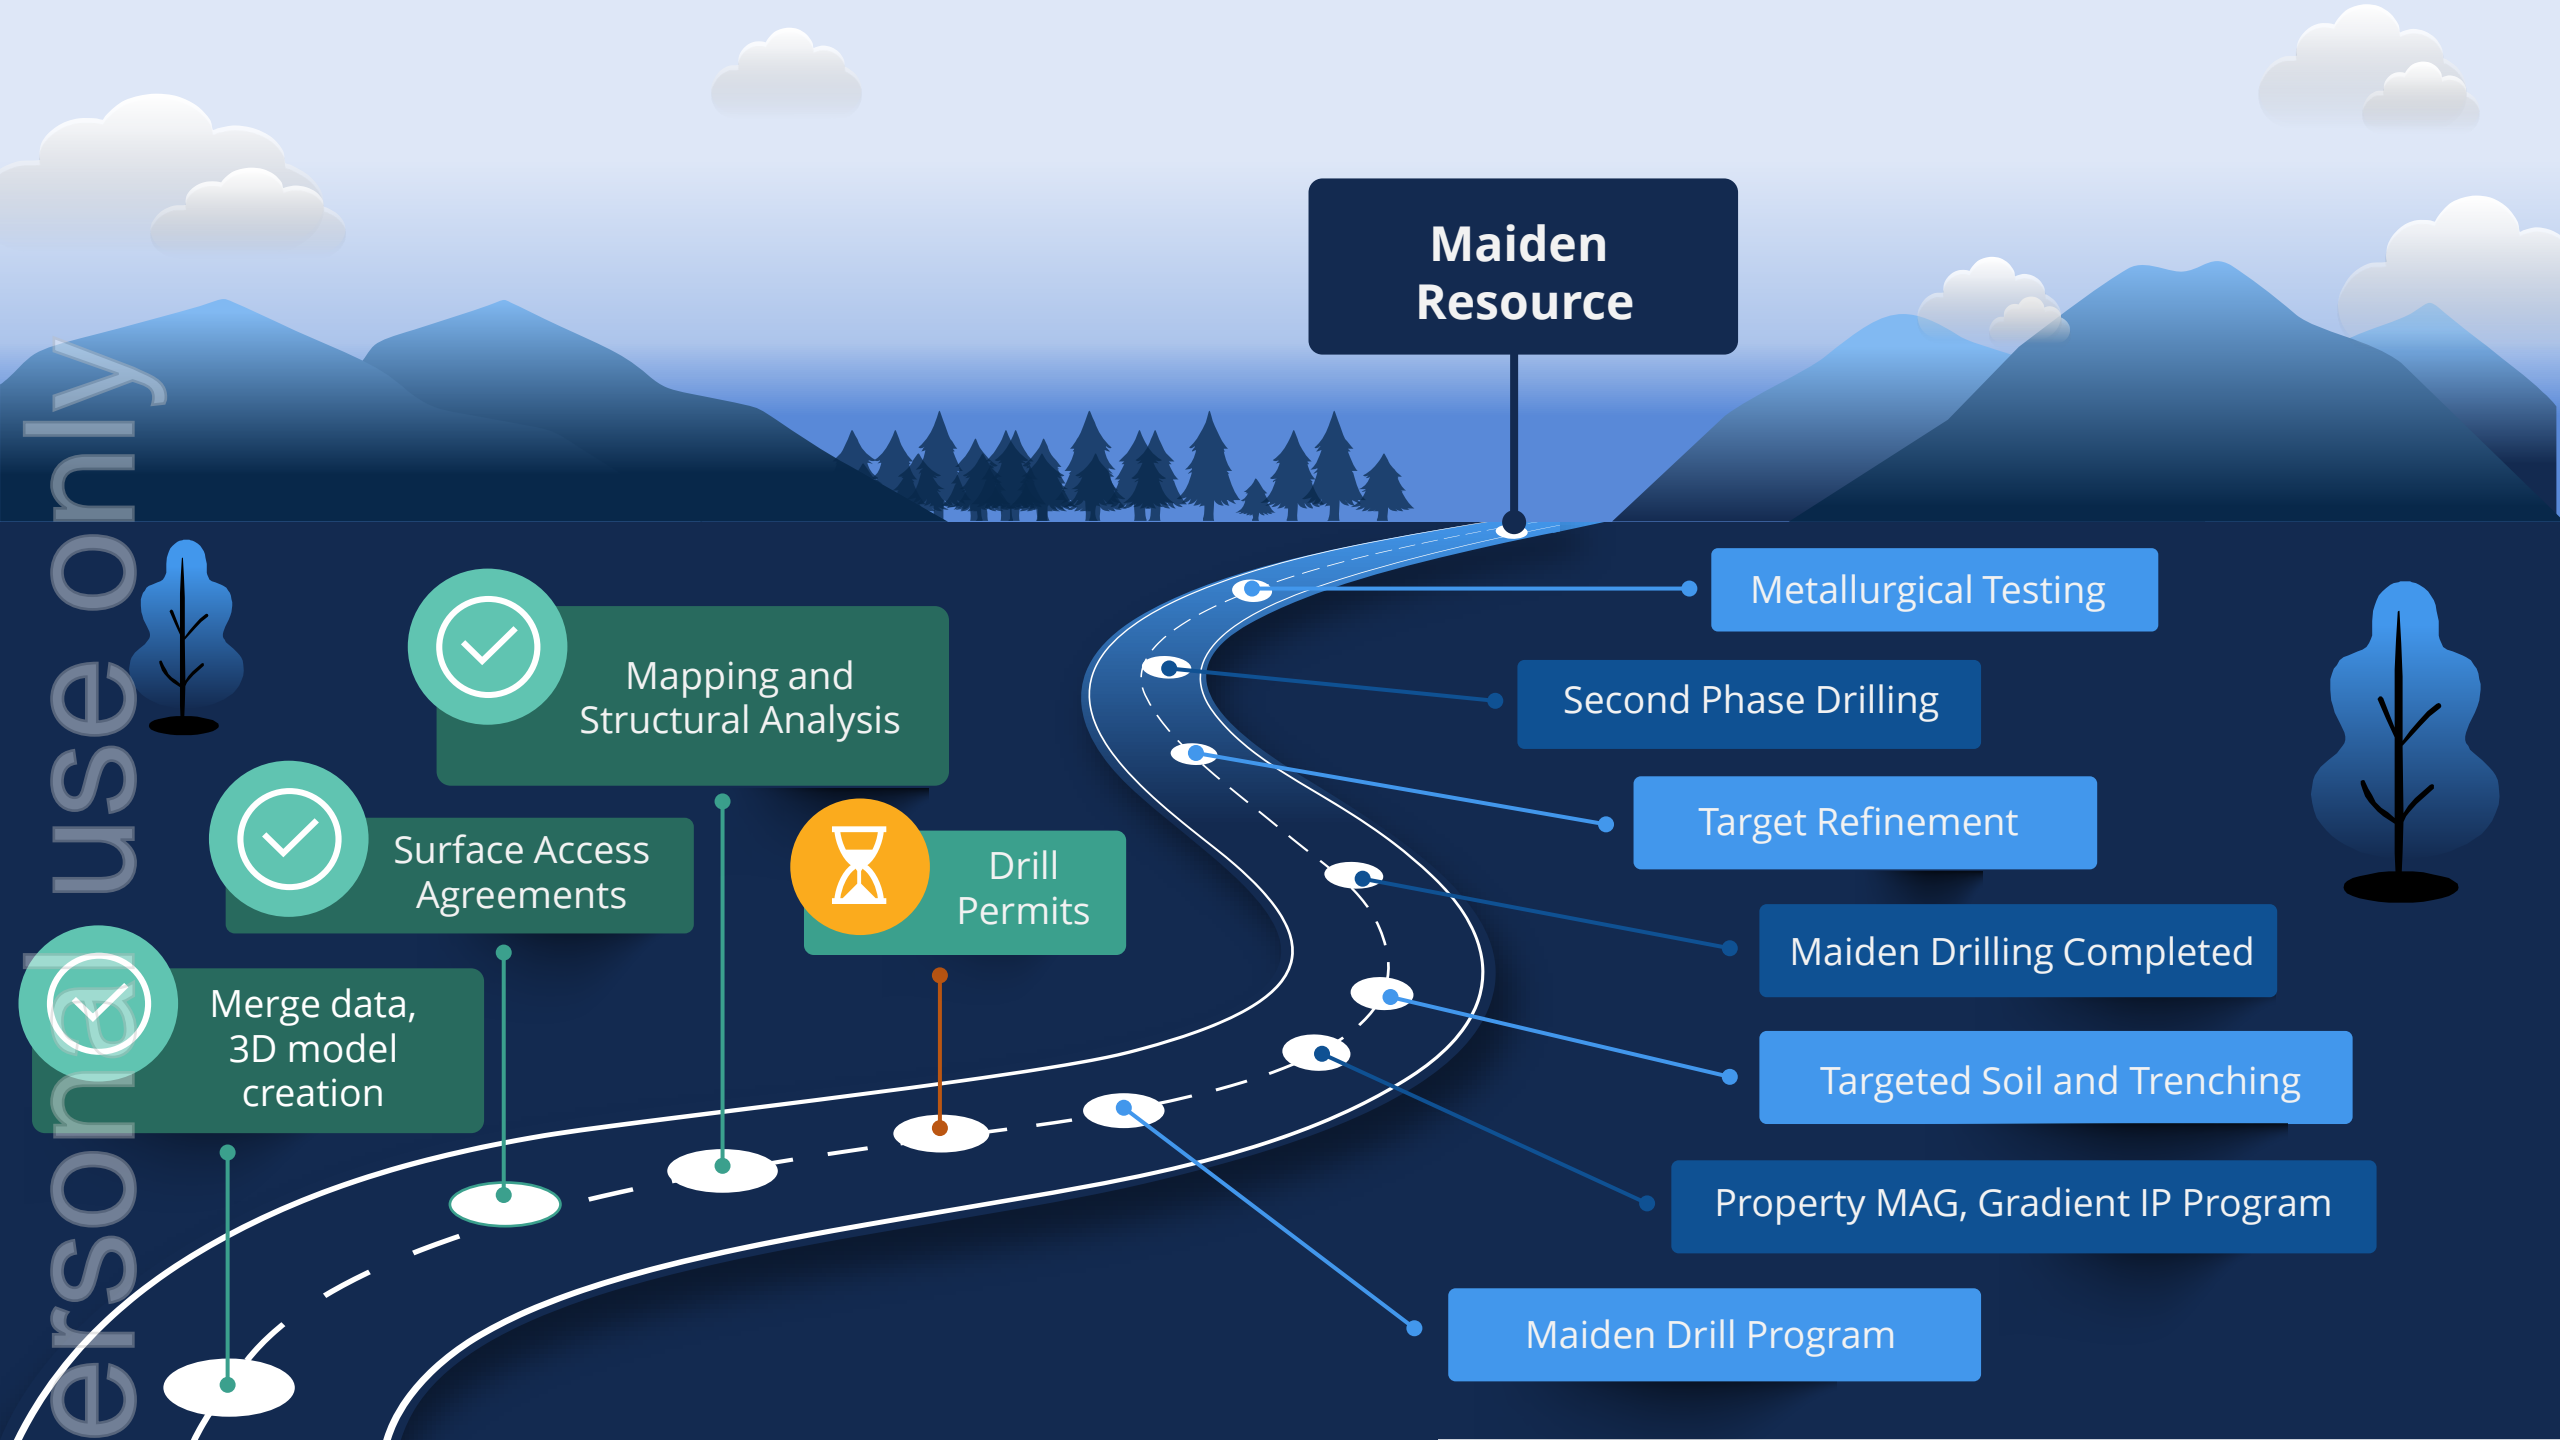 Maiden
Resource
Metallurgical Testing
Mapping and
Structural Analysis
Second Phase Drilling
Target Refinement
Surface Access
Agreements
Drill
Permits
Maiden Drilling Completed
Merge data,
3D model
creation
Targeted Soil and Trenching
Property MAG, Gradient IP Program
Maiden Drill Program
ersonal use only